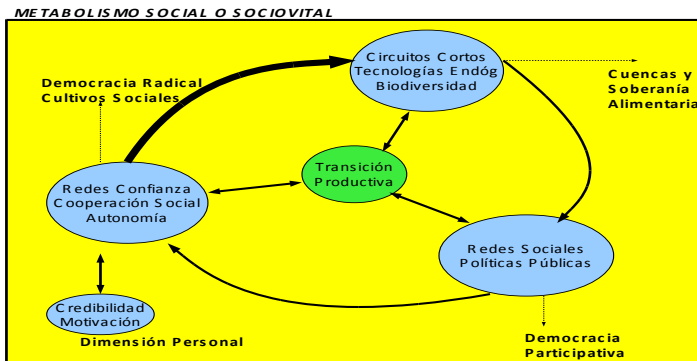 METABOLISMO SOCIAL O SOCIOVITAL
Circuitos Cortos
Tecnologías Endóg
Biodiversidad
Democracia Radical
Cultivos Sociales
Cuencas y
Soberanía
Alimentaria
Transición
Productiva
Redes Confianza
Cooperación Social
Autonomía
Redes Sociales
Políticas Públicas
Credibilidad
Motivación
Dimensión Personal
Democracia
Participativa